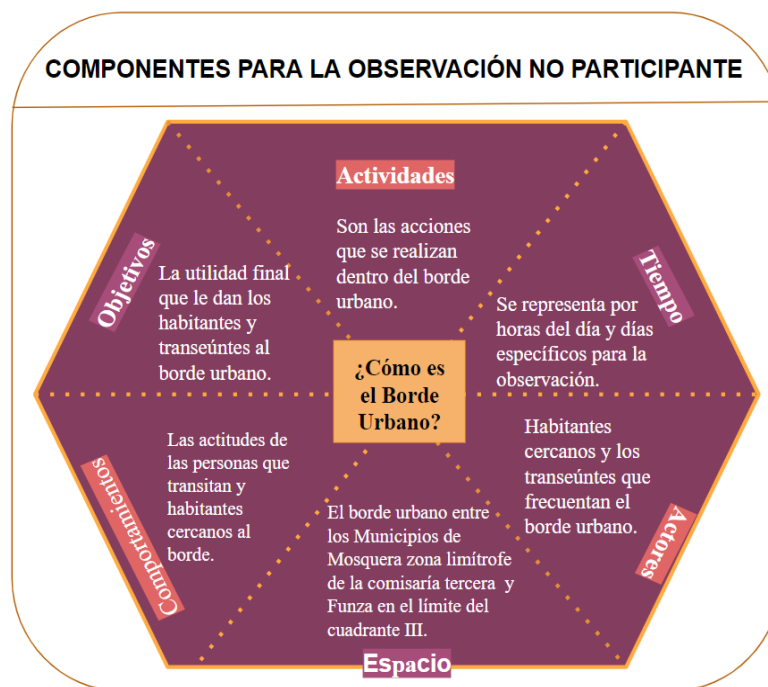 COMPONENTES PARA LA OBSERVACIÓN NO PARTICIPANTE
Actividades
Son las acciones
que se realizan
dentro del borde
urbano.
Tiempo
Se representa por
horas del día y días
específicos para la
observación.
Actores
Habitantes
cercanos y los
transeúntes que
frecuentan el
borde urbano.
Espacio
El borde urbano entre
los Municipios de
Mosquera zona limítrofe
de la comisaría tercera y
Funza en el límite del
cuadrante III.
Comportamientos
Las actitudes de
las personas que
transitan y
habitantes
cercanos al
borde.
Objetivos
La utilidad final
que le dan los
habitantes y
transeúntes al
borde urbano.
¿Cómo es
el Borde
Urbano?